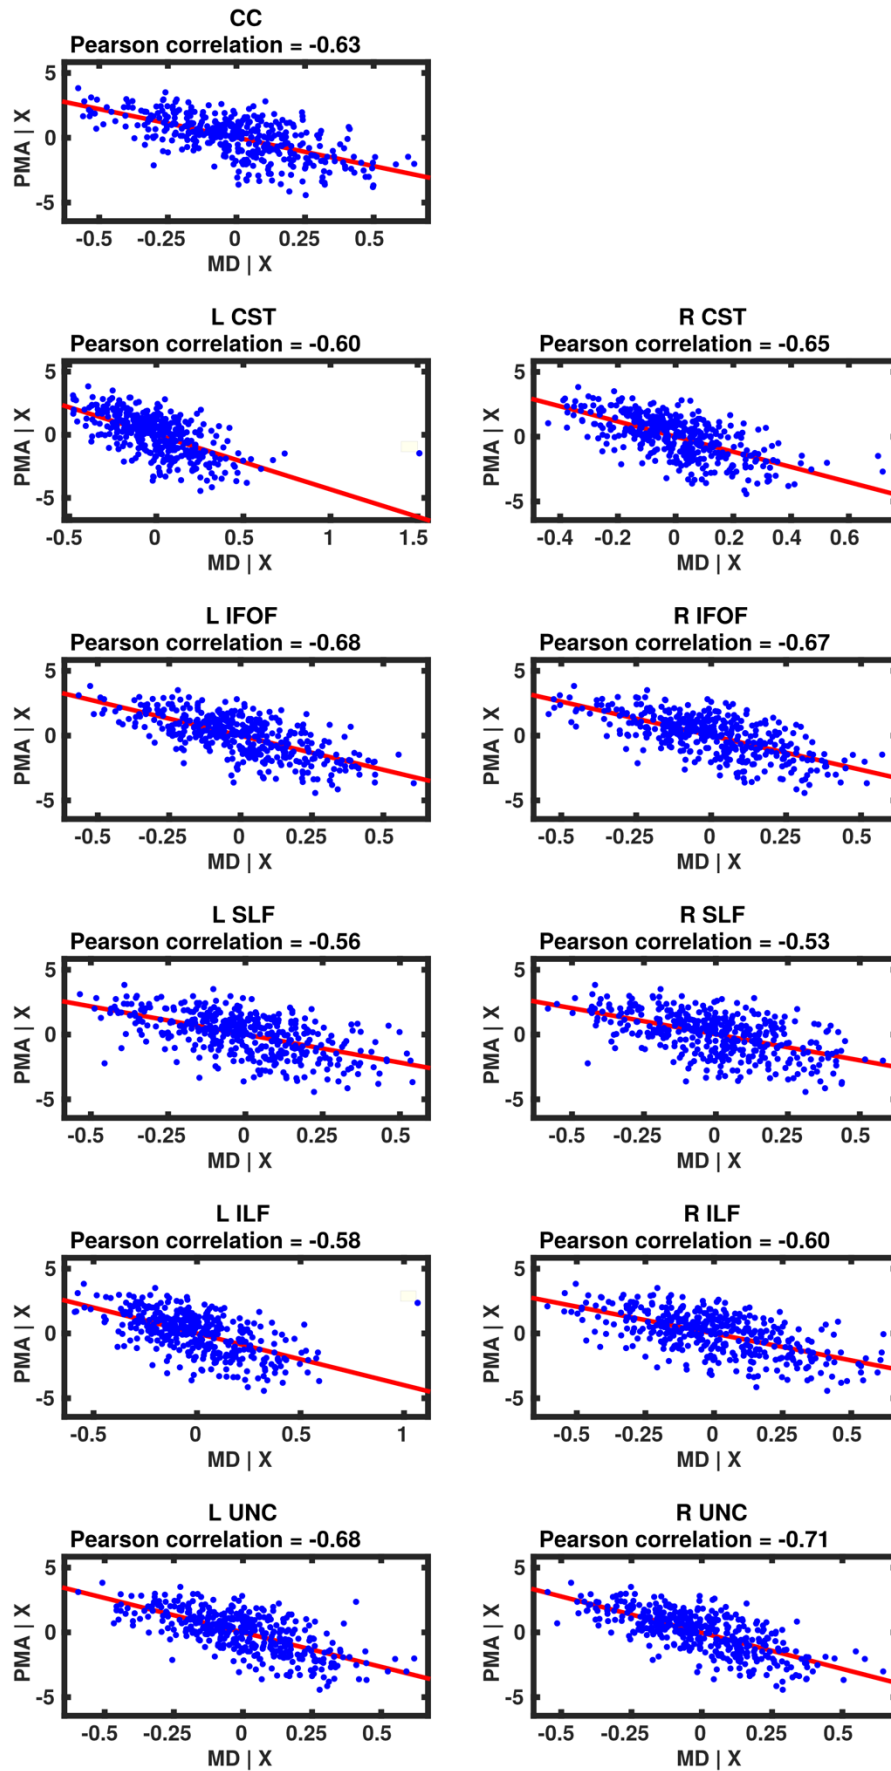 CC
Pearson correlation = -0.63
5
0
-5
PMA | X
-0.5 -0.25 0 0.25 0.5
MD | X
L CST
Pearson correlation = -0.60
5
0
-5
PMA | X
-0.5 0 0.5 1 1.5
MD | X
R CST
Pearson correlation = -0.65
5
0
-5
PMA | X
-0.4 -0.2 0 0.2 0.4 0.6
MD | X
L IFOF
Pearson correlation = -0.68
5
0
-5
PMA | X
-0.5 -0.25 0 0.25 0.5
MD | X
R IFOF
Pearson correlation = -0.67
5
0
-5
PMA | X
-0.5 -0.25 0 0.25 0.5
MD | X
L SLF
Pearson correlation = -0.56
5
0
-5
PMA | X
-0.5 -0.25 0 0.25 0.5
MD | X
R SLF
Pearson correlation = -0.53
5
0
-5
PMA | X
-0.5 -0.25 0 0.25 0.5
MD | X
L ILF
Pearson correlation = -0.58
5
0
-5
PMA | X
-0.5 0 0.5 1
MD | X
R ILF
Pearson correlation = -0.60
5
0
-5
PMA | X
-0.5 -0.25 0 0.25 0.5
MD | X
L UNC
Pearson correlation = -0.68
5
0
-5
PMA | X
-0.5 -0.25 0 0.25 0.5
MD | X
R UNC
Pearson correlation = -0.71
5
0
-5
PMA | X
-0.5 -0.25 0 0.25 0.5
MD | X